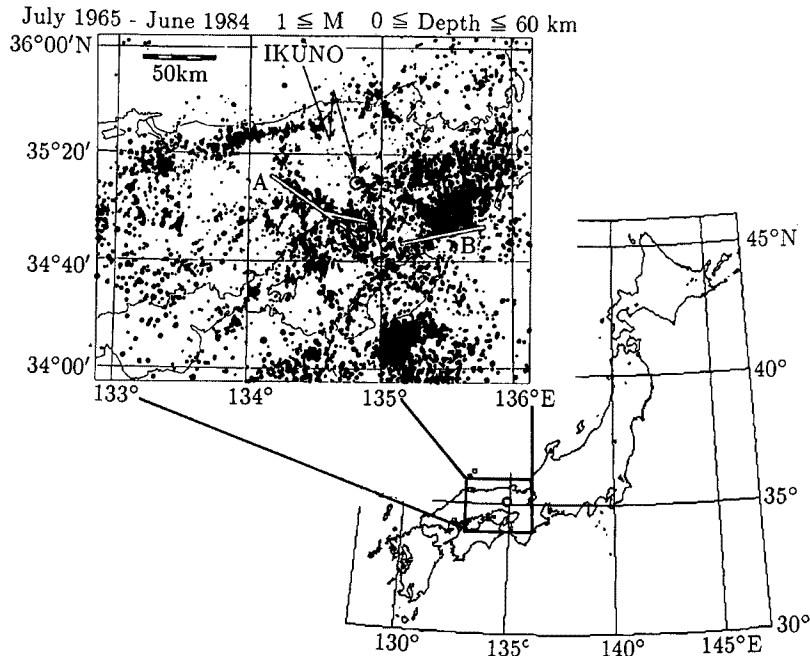 July 1965 - June 1984 1 ≦ M 0 ≦ Depth ≦ 60 km
36°00′N
IKUNO
50km
35°20′
A
B
34°40′
34°00′
133°
134°
135°
136°E
45°N
40°
35°
30°
130°
135°
140°
145°E